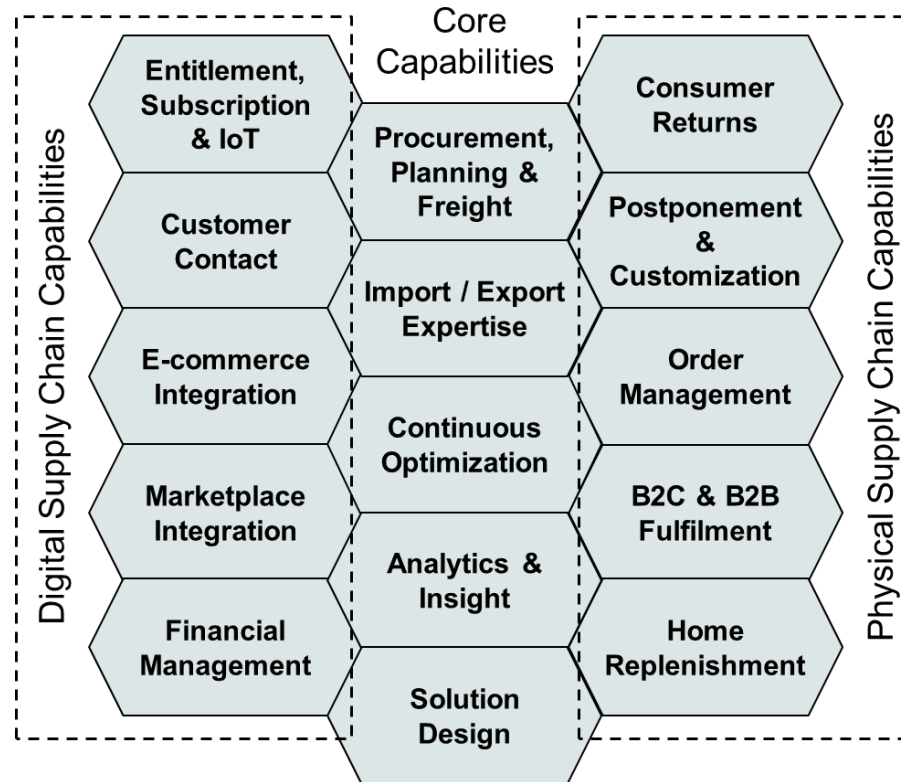 Core
Capabilities
Digital Supply Chain Capabilities
Entitlement,
Subscription
& IoT
Customer
Contact
E-commerce
Integration
Marketplace
Integration
Financial
Management
Procurement,
Planning &
Freight
Import / Export
Expertise
Continuous
Optimization
Analytics &
Insight
Solution
Design
Consumer
Returns
Postponement
&
Customization
Order
Management
B2C & B2B
Fulfilment
Home
Replenishment
Physical Supply Chain Capabilities